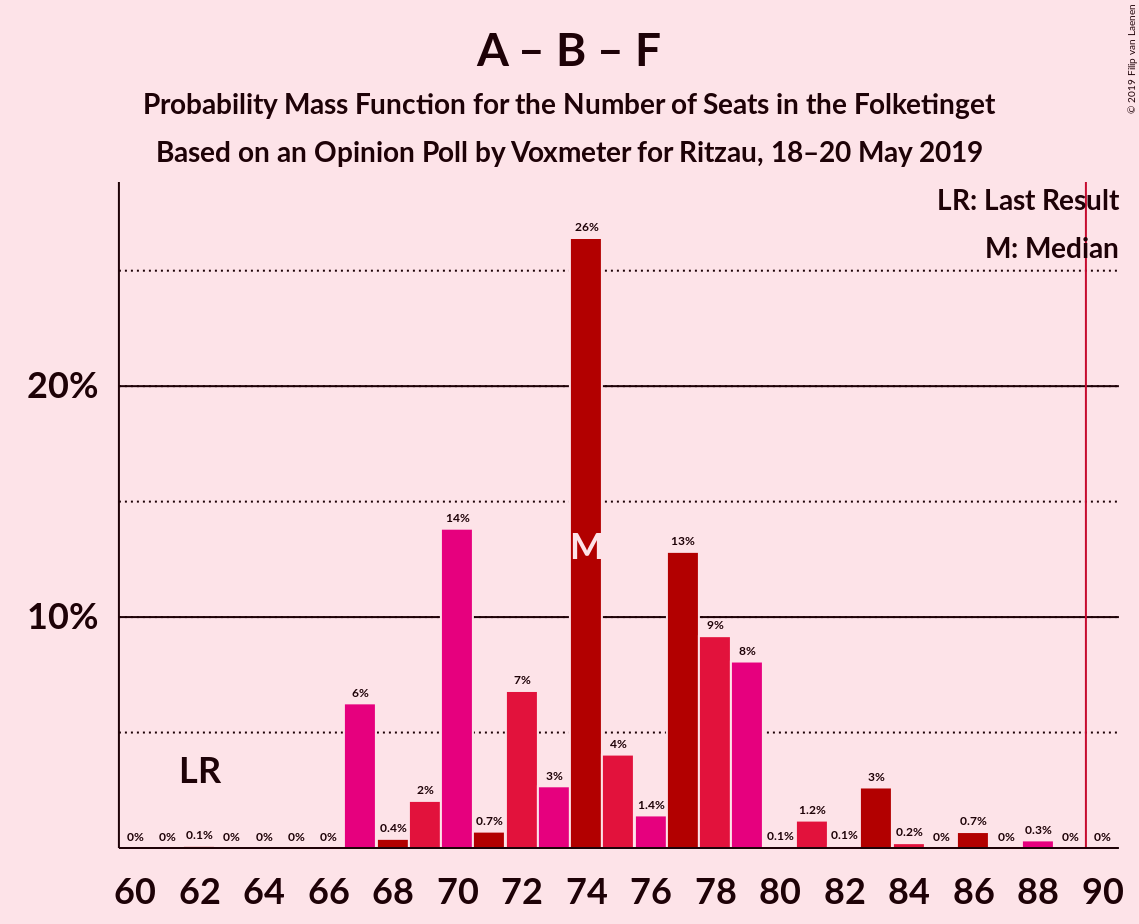 A – B – F
Probability Mass Function for the Number of Seats in the Folketinget
Based on an Opinion Poll by Voxmeter for Ritzau, 18–20 May 2019
© 2019 Filip van Laenen
LR: Last Result
M: Median
26%
20%
14%
13%
M
10%
9%
8%
7%
6%
4%
LR
3%
3%
2%
1.4%
1.2%
0% 0% 0.1% 0% 0% 0% 0% 0.4% 0.7% 0.1% 0.1% 0.2% 0% 0.7% 0% 0.3% 0% 0%
60 62 64 66 68 70 72 74 76 78 80 82 84 86 88 90